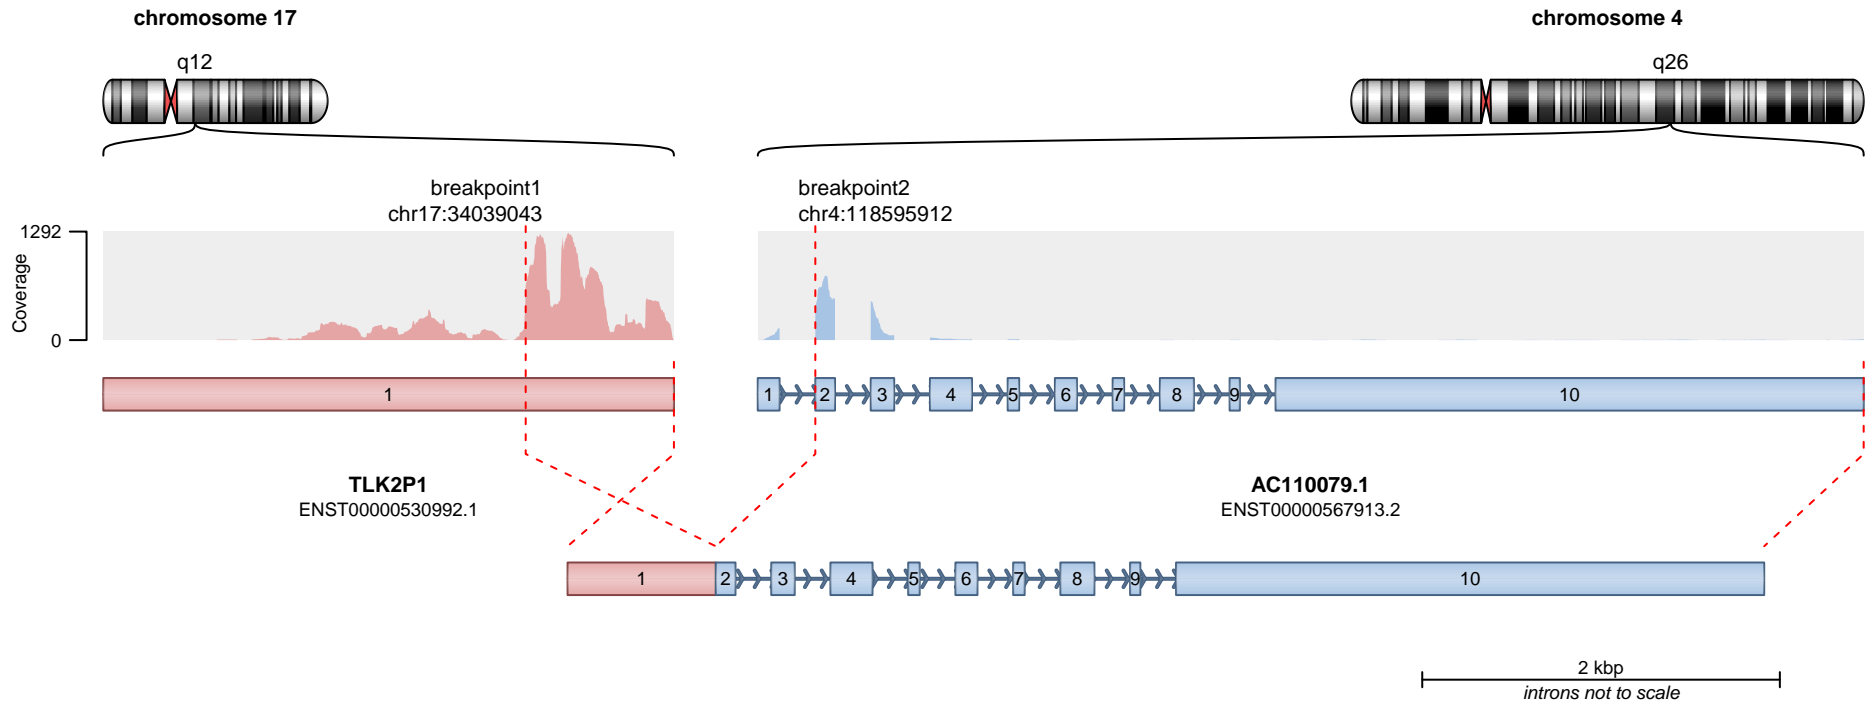 chromosome 17
chromosome 4
q12
q26
breakpoint1
chr17:34039043
breakpoint2
chr4:118595912
1292
Coverage
0
1
1 2 3 4 5 6 7 8 9 10
TLK2P1
ENST00000530992.1
AC110079.1
ENST00000567913.2
1 2 3 4 5 6 7 8 9 10
2 kbp
introns not to scale